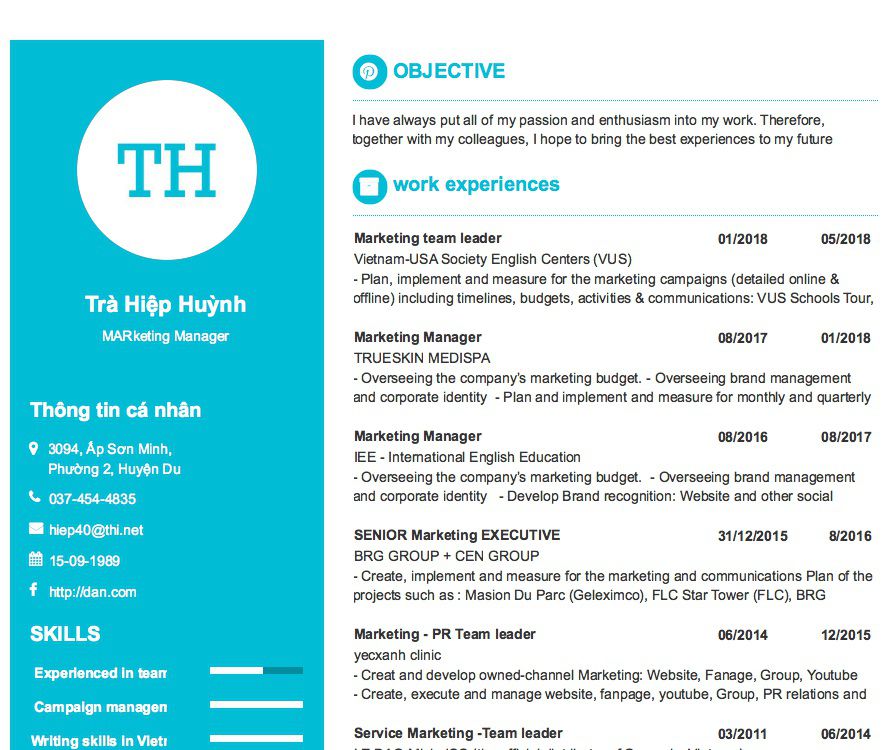 TH
Trà Hiệp Huỳnh
MARketing Manager
Thông tin cá nhân
3094, Ấp Sơn Minh,
Phường 2, Huyện Du
037-454-4835
hiep40@thi.net
15-09-1989
http://dan.com
SKILLS
Experienced in team
Campaign managem
Writing skills in Vietn
OBJECTIVE
I have always put all of my passion and enthusiasm into my work. Therefore,
together with my colleagues, I hope to bring the best experiences to my future
work experiences
Marketing team leader 01/2018 05/2018
Vietnam-USA Society English Centers (VUS)
- Plan, implement and measure for the marketing campaigns (detailed online &
offline) including timelines, budgets, activities & communications: VUS Schools Tour,
Marketing Manager 08/2017 01/2018
TRUESKIN MEDISPA
- Overseeing the company's marketing budget. - Overseeing brand management
and corporate identity - Plan and implement and measure for monthly and quarterly
Marketing Manager 08/2016 08/2017
IEE - International English Education
- Overseeing the company's marketing budget. - Overseeing brand management
and corporate identity - Develop Brand recognition: Website and other social
SENIOR Marketing EXECUTIVE 31/12/2015 8/2016
BRG GROUP + CEN GROUP
- Create, implement and measure for the marketing and communications Plan of the
projects such as : Masion Du Parc (Geleximco), FLC Star Tower (FLC), BRG
Marketing - PR Team leader 06/2014 12/2015
yecxanh clinic
- Creat and develop owned-channel Marketing: Website, Fanage, Group, Youtube
- Create, execute and manage website, fanpage, youtube, Group, PR relations and
Service Marketing -Team leader 03/2011 06/2014